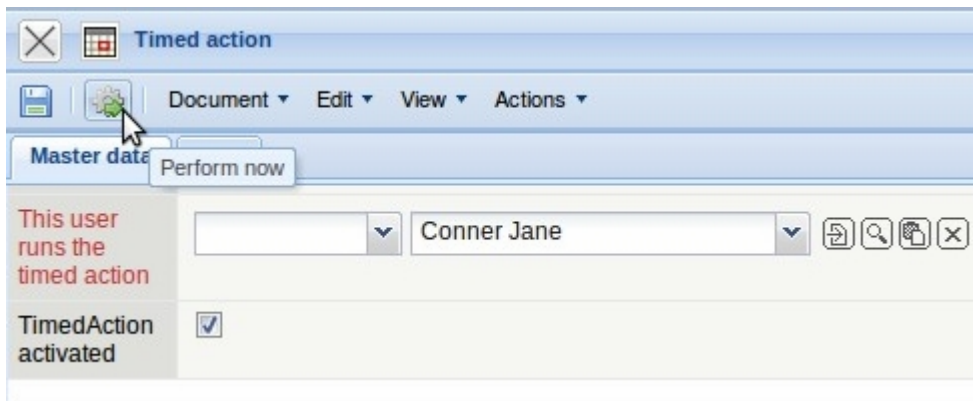 Timed action
Document Edit View Actions
Master data
Perform now
This user
runs the
timed action
Conner Jane
TimedAction
activated